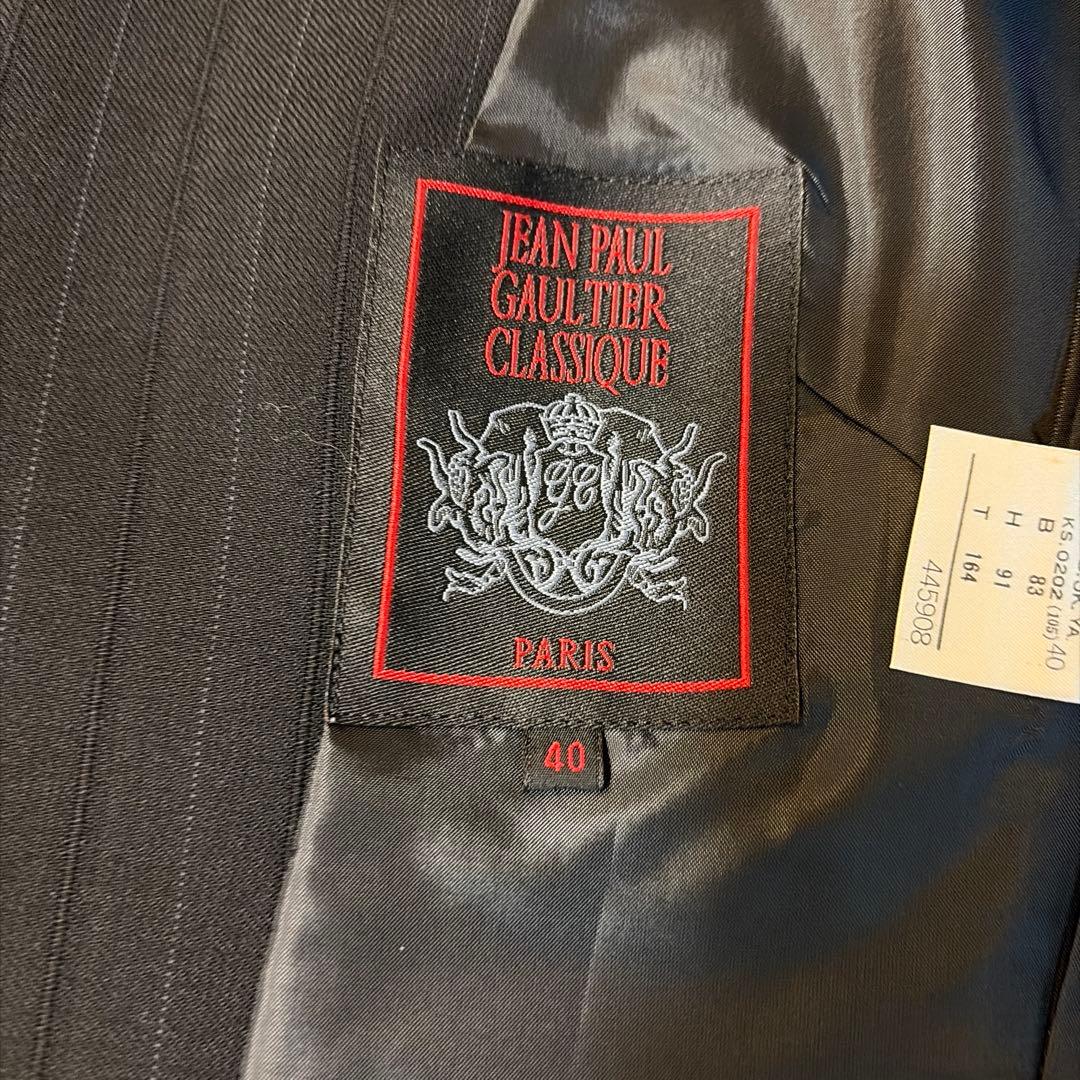 JEAN PAUL
GAULTIER
CLASSIQUE
PARIS
40
KS.0202 (105) 40
B 83
H 91
T 164
445908